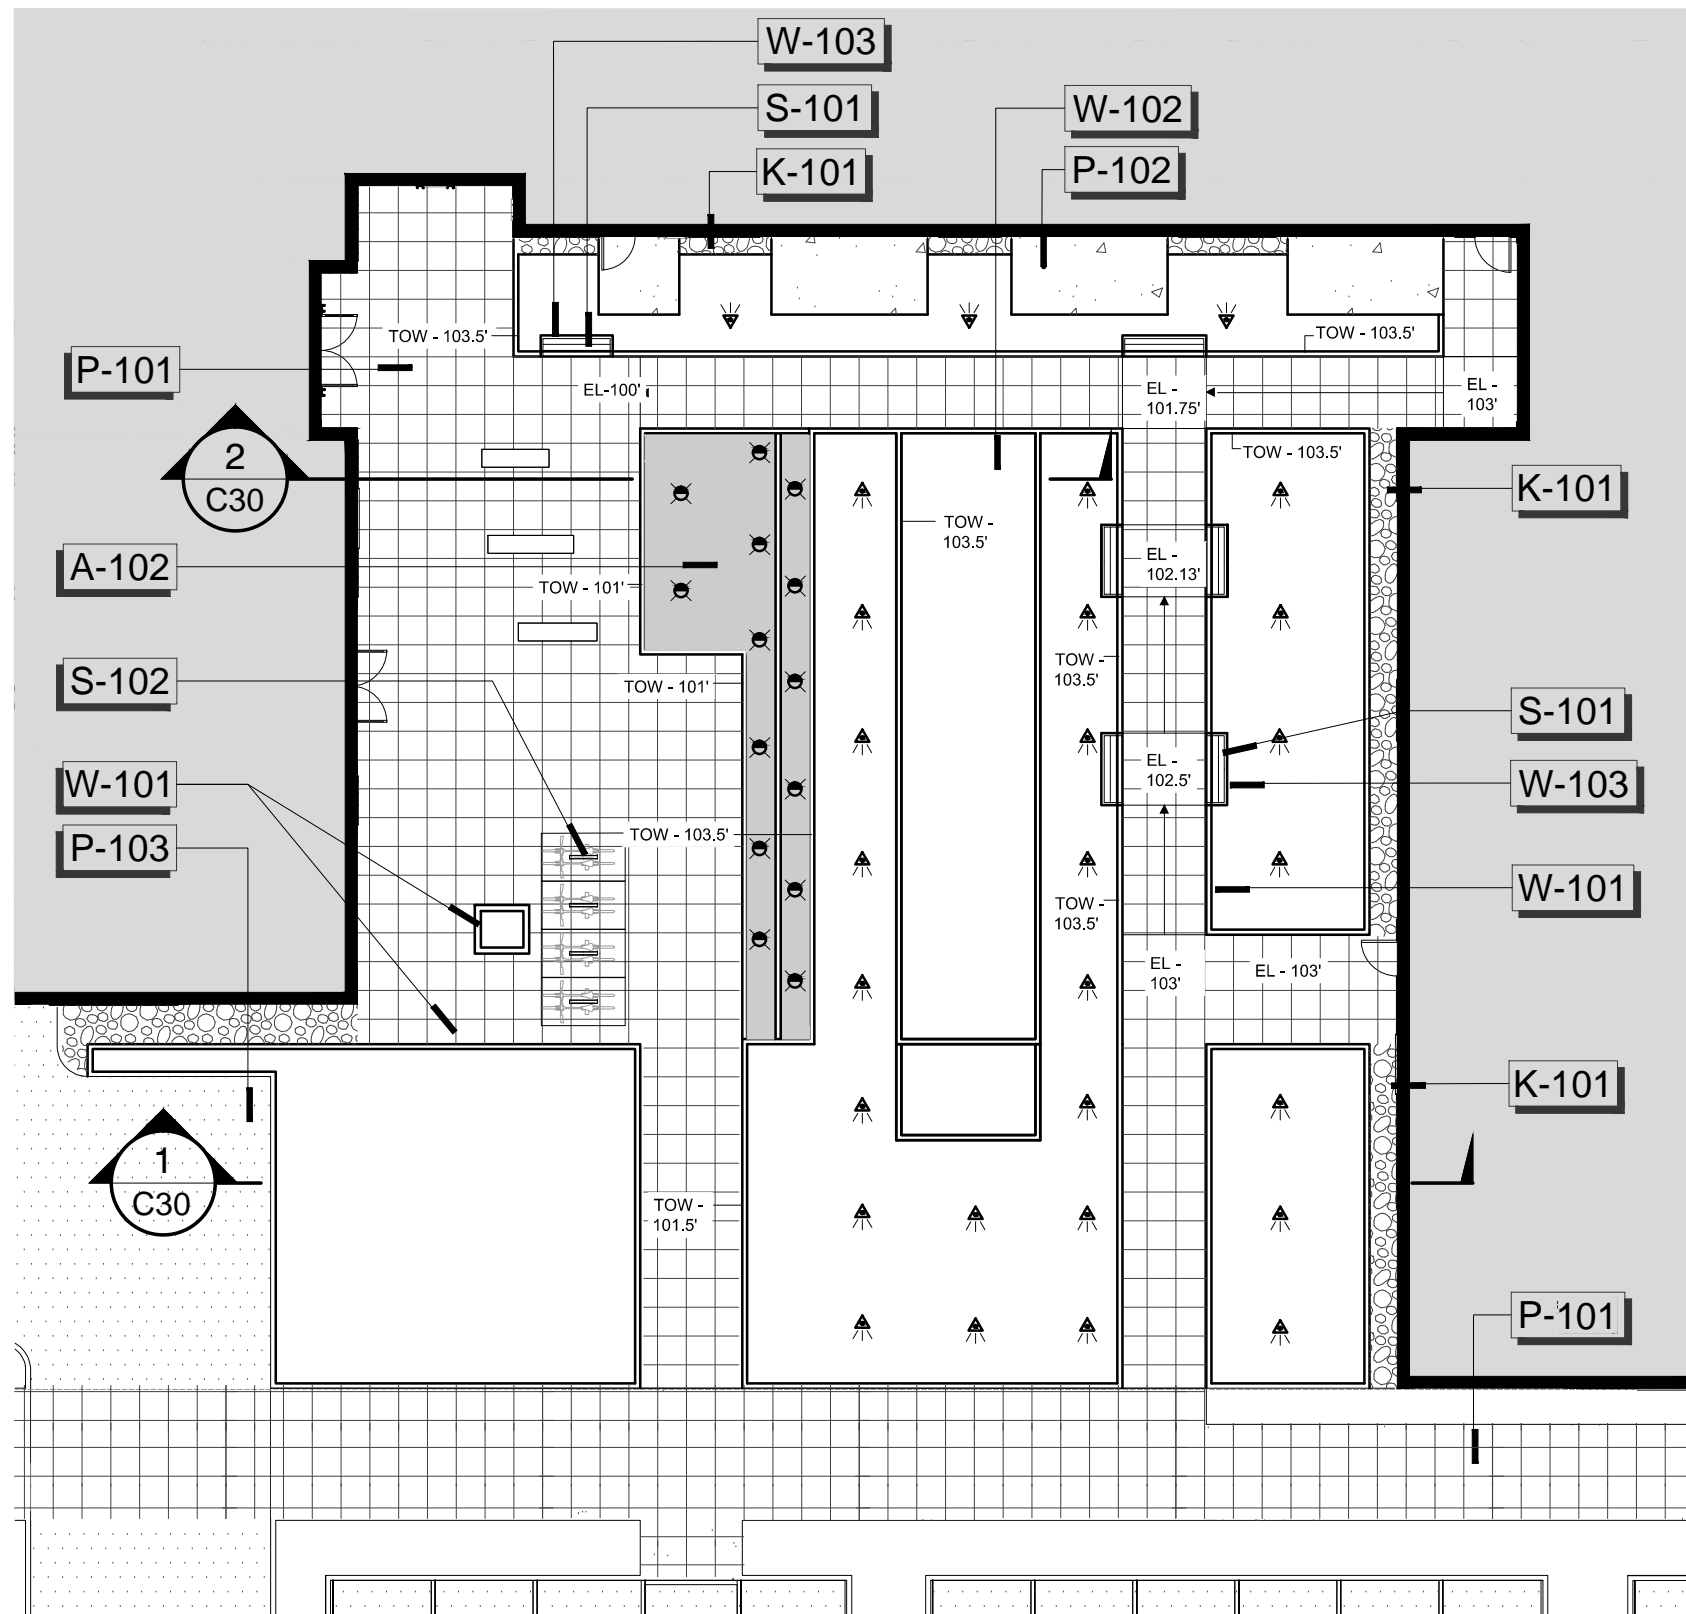 W-103
S-101
W-102
K-101
P-102
TOW - 103.5'
TOW - 103.5'
P-101
EL-100'
EL -
101.75'
EL -
103'
2
C30
TOW - 103.5'
K-101
TOW -
103.5'
A-102
EL -
102.13'
TOW - 101'
S-102
TOW - 101'
TOW -
103.5'
S-101
W-101
EL -
102.5'
W-103
P-103
TOW - 103.5'
W-101
TOW -
103.5'
EL -
103'
EL - 103'
K-101
1
C30
TOW -
101.5'
P-101